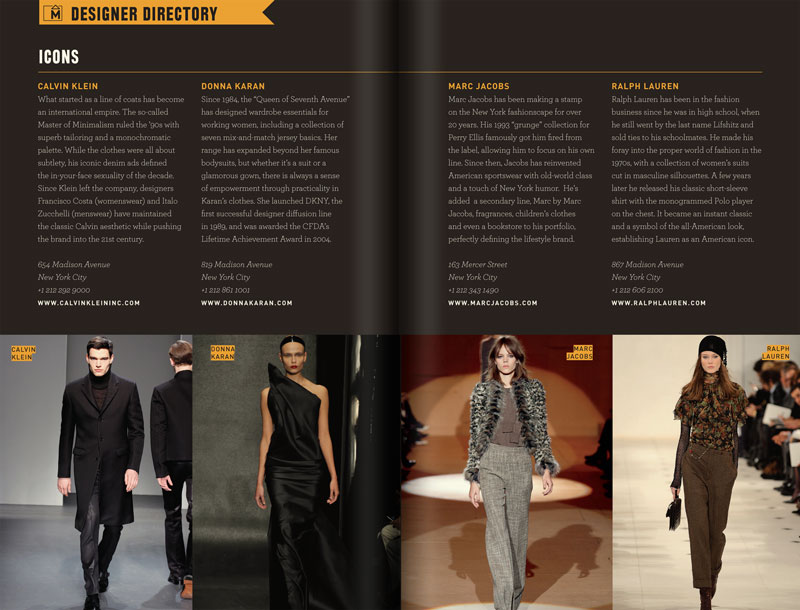 M
DESIGNER DIRECTORY
ICONS
CALVIN KLEIN
What started as a line of coats has become
an international empire. The so-called
Master of Minimalism ruled the '90s with
superb tailoring and a monochromatic
palette. While the clothes were all about
subtlety, his iconic denim ads defined
the in-your-face sexuality of the decade.
Since Klein left the company, designers
Francisco Costa (womenswear) and Italo
Zucchelli (menswear) have maintained
the classic Calvin aesthetic while pushing
the brand into the 21st century.
654 Madison Avenue
New York City
+1 212 292 9000
WWW.CALVINKLEININC.COM
DONNA KARAN
Since 1984, the “Queen of Seventh Avenue”
has designed wardrobe essentials for
working women, including a collection of
seven mix-and-match jersey basics. Her
range has expanded beyond her famous
bodysuits, but whether it's a suit or a
glamorous gown, there is always a sense
of empowerment through practicality in
Karan's clothes. She launched DKNY, the
first successful designer diffusion line
in 1989, and was awarded the CFDA's
Lifetime Achievement Award in 2004.
819 Madison Avenue
New York City
+1 212 861 1001
WWW.DONNAKARAN.COM
MARC JACOBS
Marc Jacobs has been making a stamp
on the New York fashionscape for over
20 years. His 1993 “grunge” collection for
Perry Ellis famously got him fired from
the label, allowing him to focus on his own
line. Since then, Jacobs has reinvented
American sportswear with old-world class
and a touch of New York humor. He's
added a secondary line, Marc by Marc
Jacobs, fragrances, children's clothes
and even a bookstore to his portfolio,
perfectly defining the lifestyle brand.
163 Mercer Street
New York City
+1 212 343 1490
WWW.MARCJACOBS.COM
RALPH LAUREN
Ralph Lauren has been in the fashion
business since he was in high school, when
he still went by the last name Lifshitz and
sold ties to his schoolmates. He made his
foray into the proper world of fashion in the
1970s, with a collection of women's suits
cut in masculine silhouettes. A few years
later he released his classic short-sleeve
shirt with the monogrammed Polo player
on the chest. It became an instant classic
and a symbol of the all-American look,
establishing Lauren as an American icon.
867 Madison Avenue
New York City
+1 212 606 2100
WWW.RALPHLAUREN.COM
CALVIN
KLEIN
DONNA
KARAN
MARC
JACOBS
RALPH
LAUREN